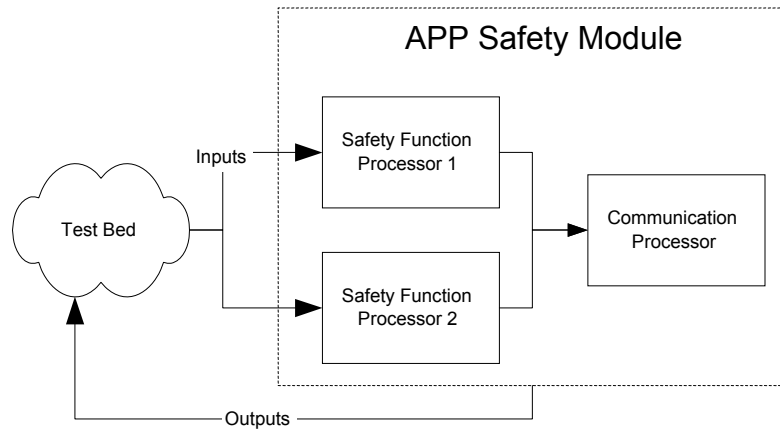 APP Safety Module
Safety Function
Processor 1
Inputs
Test Bed
Communication
Processor
Safety Function
Processor 2
Outputs